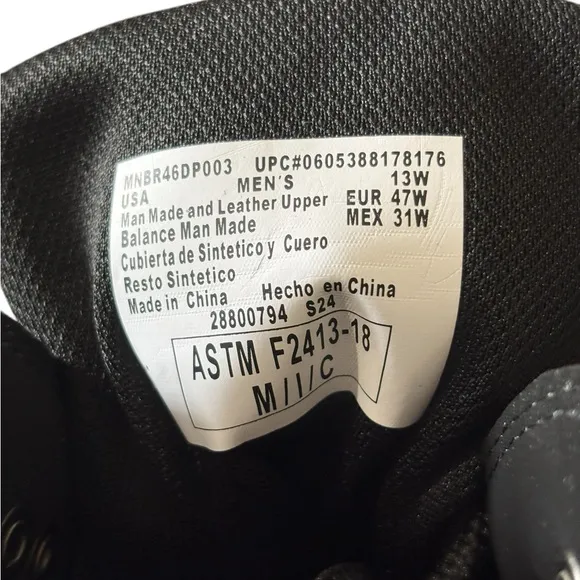 MNBR46DP003 UPC#0605388178176
USA MEN'S 13W
Man Made and Leather Upper EUR 47W
Balance Man Made MEX 31W
Cubierta de Sintetico y Cuero
Resto Sintetico
Made in China Hecho en China
28800794 S24
ASTM F2413-18
M/I/C